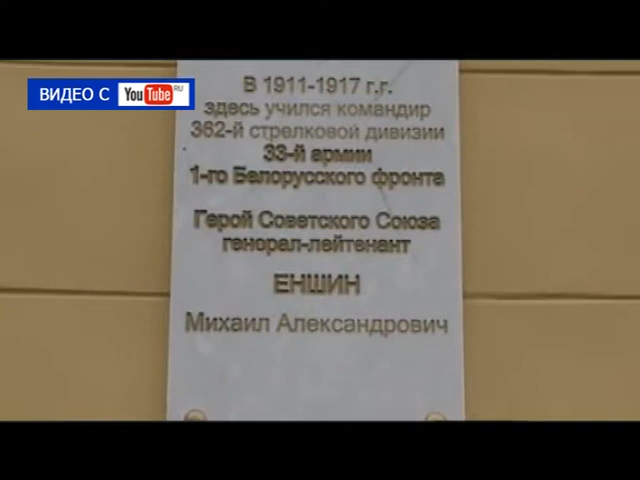 ВИДЕО С YouTube RU
В 1911-1917 г.г.
здесь учился командир
362-й стрелковой дивизии
33-й армии
1-го Белорусского фронта
Герой Советского Союза
генерал-лейтенант
ЕНШИН
Михаил Александрович